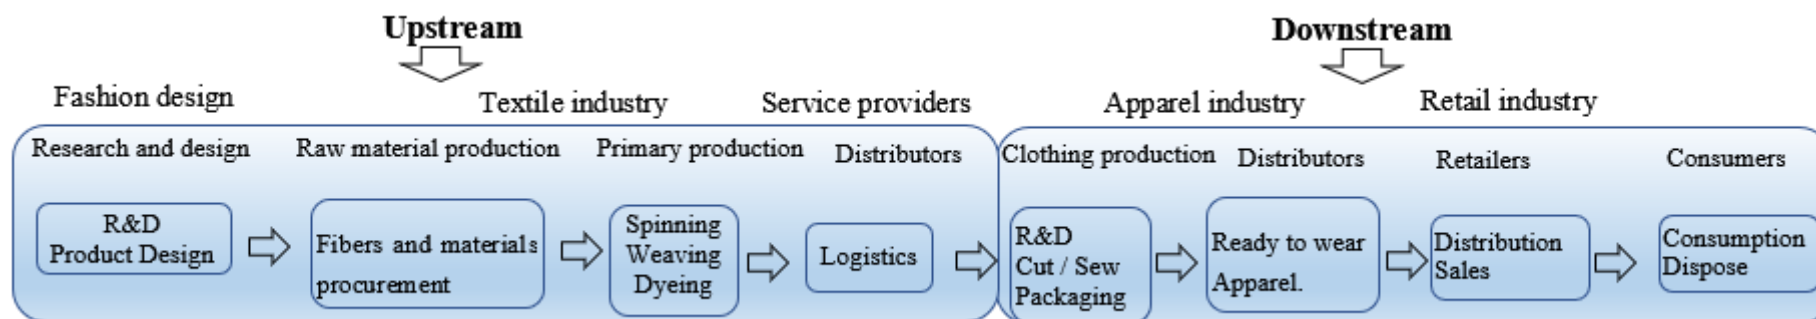 Upstream
Downstream
Fashion design
Textile industry
Service providers
Apparel industry
Retail industry
Research and design
Raw material production
Primary production
Distributors
Clothing production
Distributors
Retailers
Consumers
R&D
Product Design
Fibers and materials
procurement
Spinning
Weaving
Dyeing
Logistics
R&D
Cut / Sew
Packaging
Ready to wear
Apparel.
Distribution
Sales
Consumption
Dispose